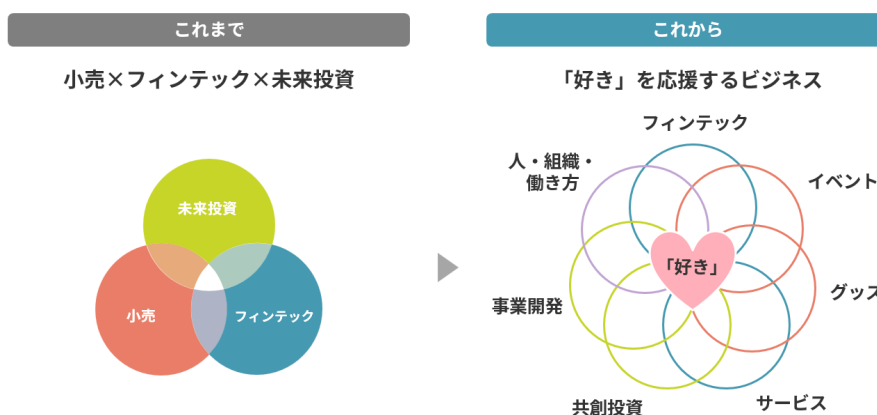 これまで
小売×フィンテック×未来投資
未来投資
小売
フィンテック
これから
「好き」を応援するビジネス
フィンテック
人・組織・
働き方
イベント
「好き」
事業開発
グッズ
共創投資
サービス